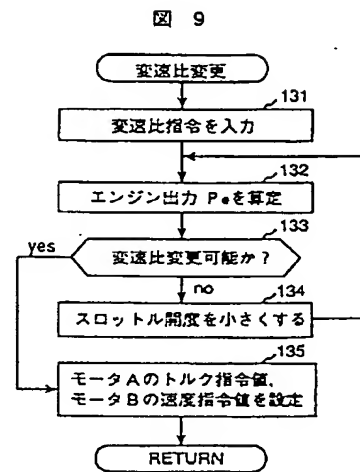 図 9
変速比変更
131
変速比指令を入力
132
エンジン出力 Peを算定
133
変速比変更可能か？
yes
no
134
スロットル開度を小さくする
135
モータAのトルク指令値，
モータBの速度指令値を設定
RETURN